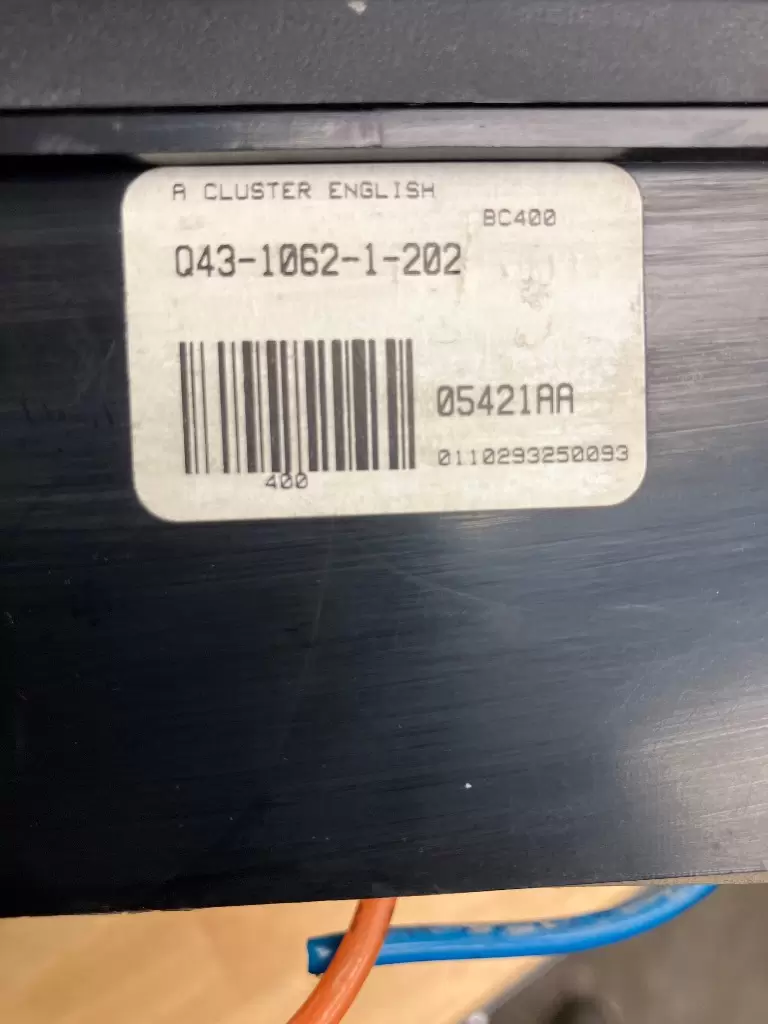 A CLUSTER ENGLISH
BC400
Q43-1062-1-202
05421AA
0110293250093
400